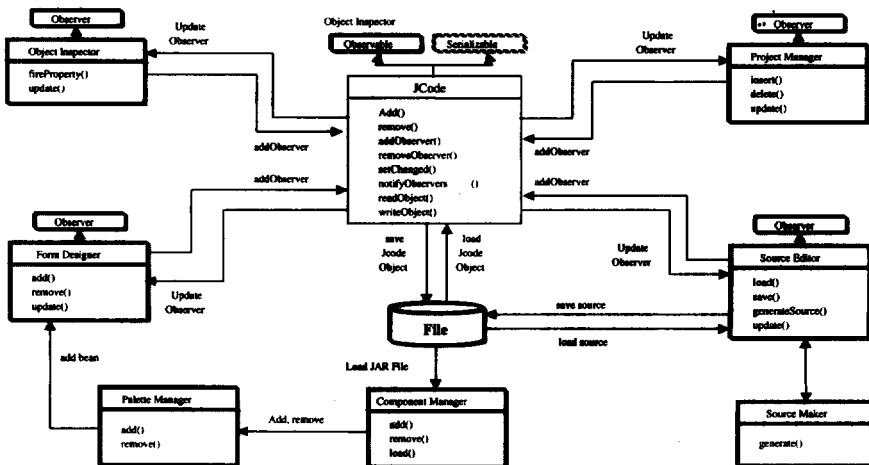 Observer
Object Inspector
fireProperty()
update()
Update
Observer
addObserver
Object Inspector
Observable
Serializable
JCode
Add()
remove()
addObserver()
removeObserver()
setChanged()
notifyObservers ()
readObject()
writeObject()
Update
Observer
addObserver
Observer
Project Manager
insert()
delete()
update()
addObserver
Observer
Form Designer
add()
remove()
update()
Update
Observer
save
Jcode
Object
load
Jcode
Object
addObserver
Update
Observer
Observer
Source Editor
load()
save()
generateSource()
update()
File
save source
load source
add bean
Load JAR File
Palette Manager
add()
remove()
Add, remove
Component Manager
add()
remove()
load()
Source Maker
generate()